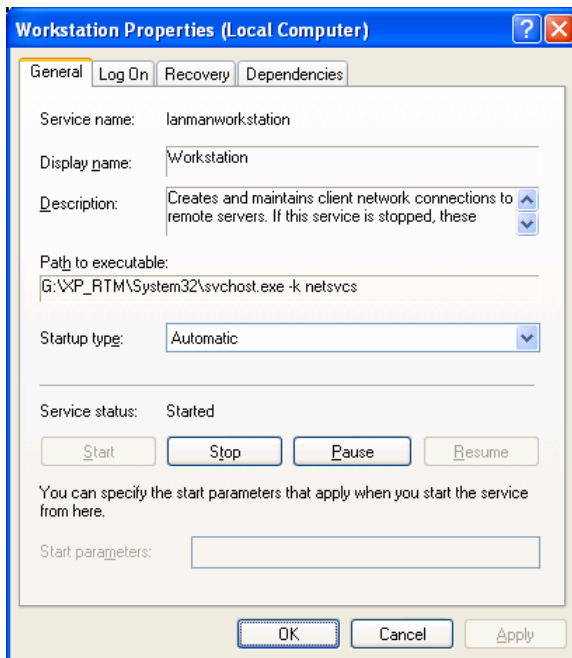 Workstation Properties (Local Computer)
General Log On Recovery Dependencies
Service name: lanmanworkstation
Display name: Workstation
Description: Creates and maintains client network connections to
remote servers. If this service is stopped, these
Path to executable:
G:\XP_RTM\System32\svchost.exe -k netsvcs
Startup type: Automatic
Service status: Started
Start Stop Pause Resume
You can specify the start parameters that apply when you start the service
from here.
Start parameters:
OK Cancel Apply